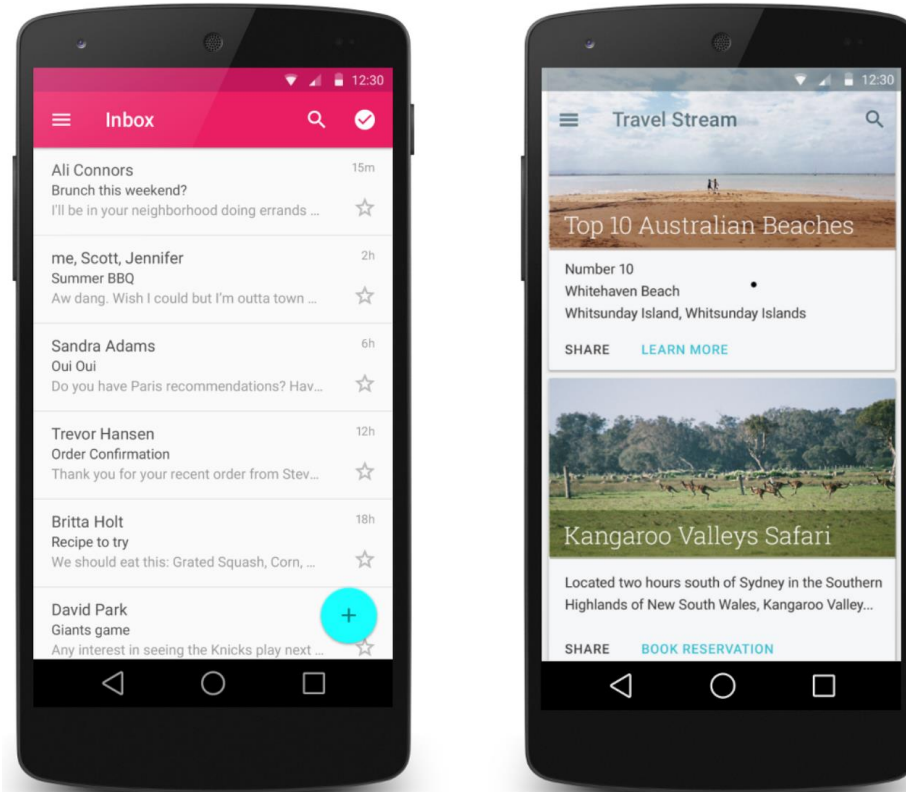 12:30
Inbox
Ali Connors
15m
Brunch this weekend?
I'll be in your neighborhood doing errands ...
me, Scott, Jennifer
2h
Summer BBQ
Aw dang. Wish I could but I'm outta town ...
Sandra Adams
6h
Oui Oui
Do you have Paris recommendations? Hav...
Trevor Hansen
12h
Order Confirmation
Thank you for your recent order from Stev...
Britta Holt
18h
Recipe to try
We should eat this: Grated Squash, Corn, ...
David Park
Giants game
Any interest in seeing the Knicks play next ...
12:30
Travel Stream
Top 10 Australian Beaches
Number 10
Whitehaven Beach
Whitsunday Island, Whitsunday Islands
SHARE LEARN MORE
Kangaroo Valleys Safari
Located two hours south of Sydney in the Southern
Highlands of New South Wales, Kangaroo Valley...
SHARE BOOK RESERVATION